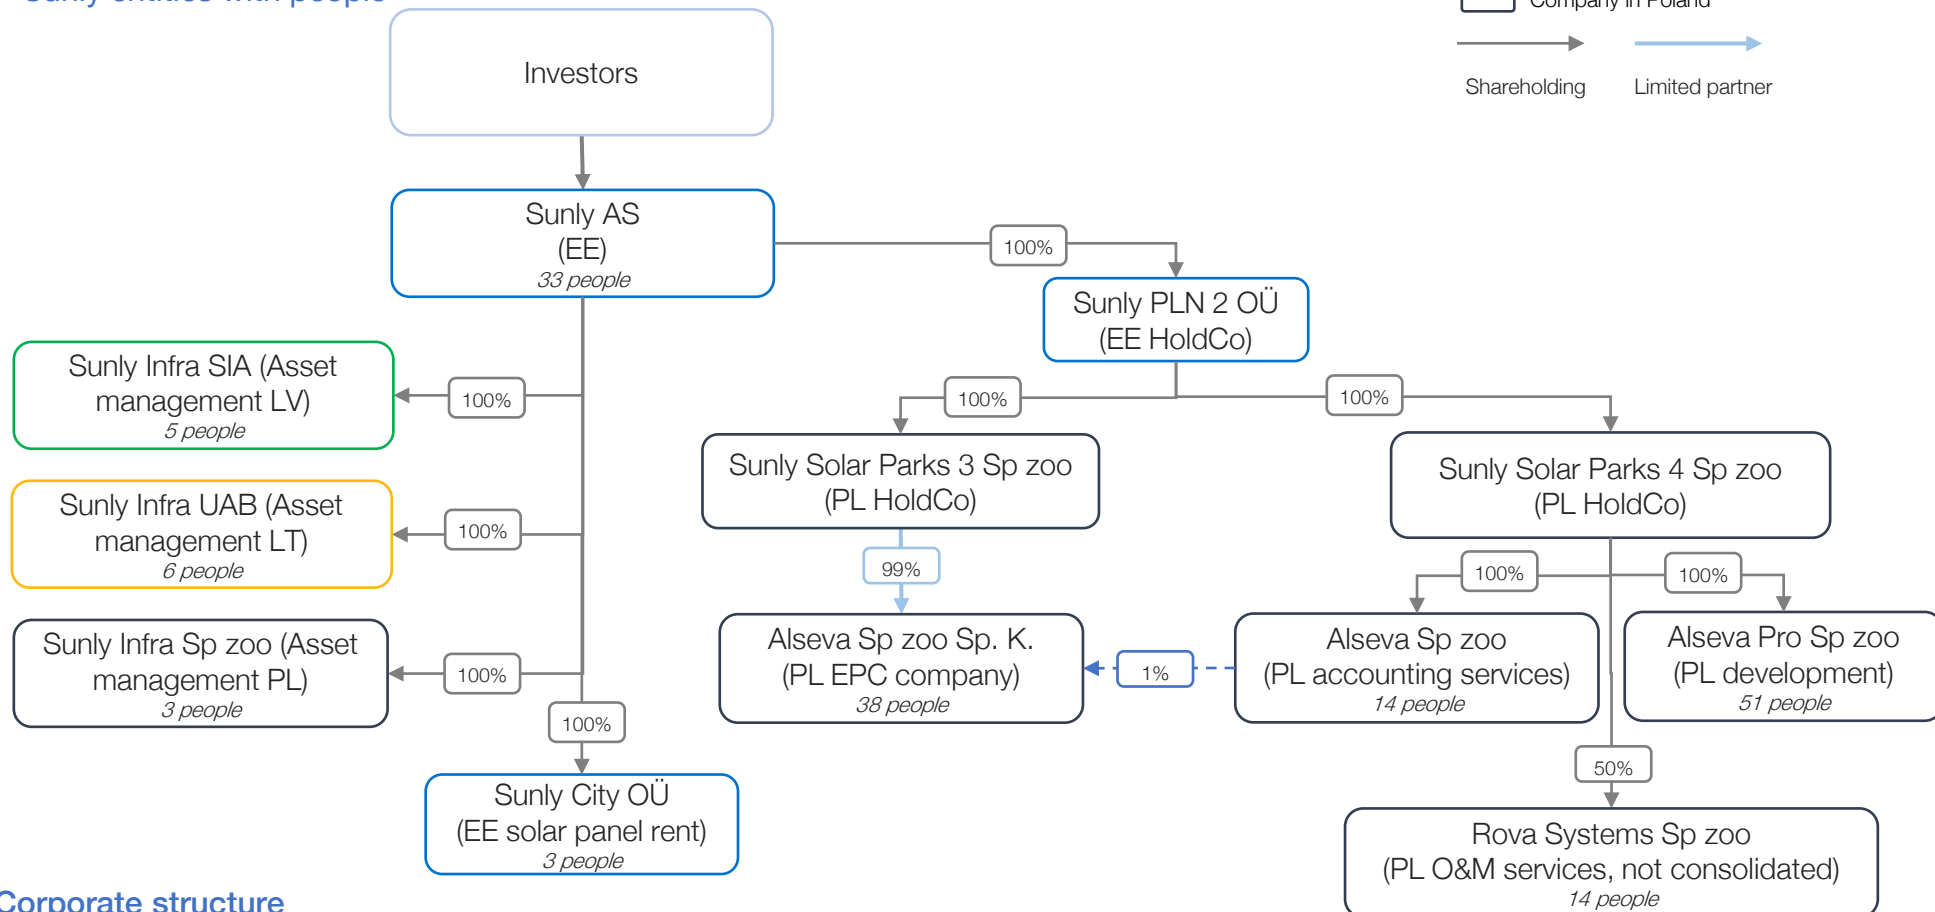 Sunly entities with people
Company in Poland
Shareholding
Limited partner
Investors
Sunly AS
(EE)
33 people
100%
Sunly PLN 2 OÜ
(EE HoldCo)
Sunly Infra SIA (Asset
management LV)
5 people
100%
100%
100%
Sunly Solar Parks 3 Sp zoo
(PL HoldCo)
Sunly Solar Parks 4 Sp zoo
(PL HoldCo)
Sunly Infra UAB (Asset
management LT)
6 people
100%
99%
100%
100%
Sunly Infra Sp zoo (Asset
management PL)
3 people
100%
Alseva Sp zoo Sp. K.
(PL EPC company)
38 people
1%
Alseva Sp zoo
(PL accounting services)
14 people
Alseva Pro Sp zoo
(PL development)
51 people
100%
50%
Sunly City OÜ
(EE solar panel rent)
3 people
Rova Systems Sp zoo
(PL O&M services, not consolidated)
14 people
Corporate structure